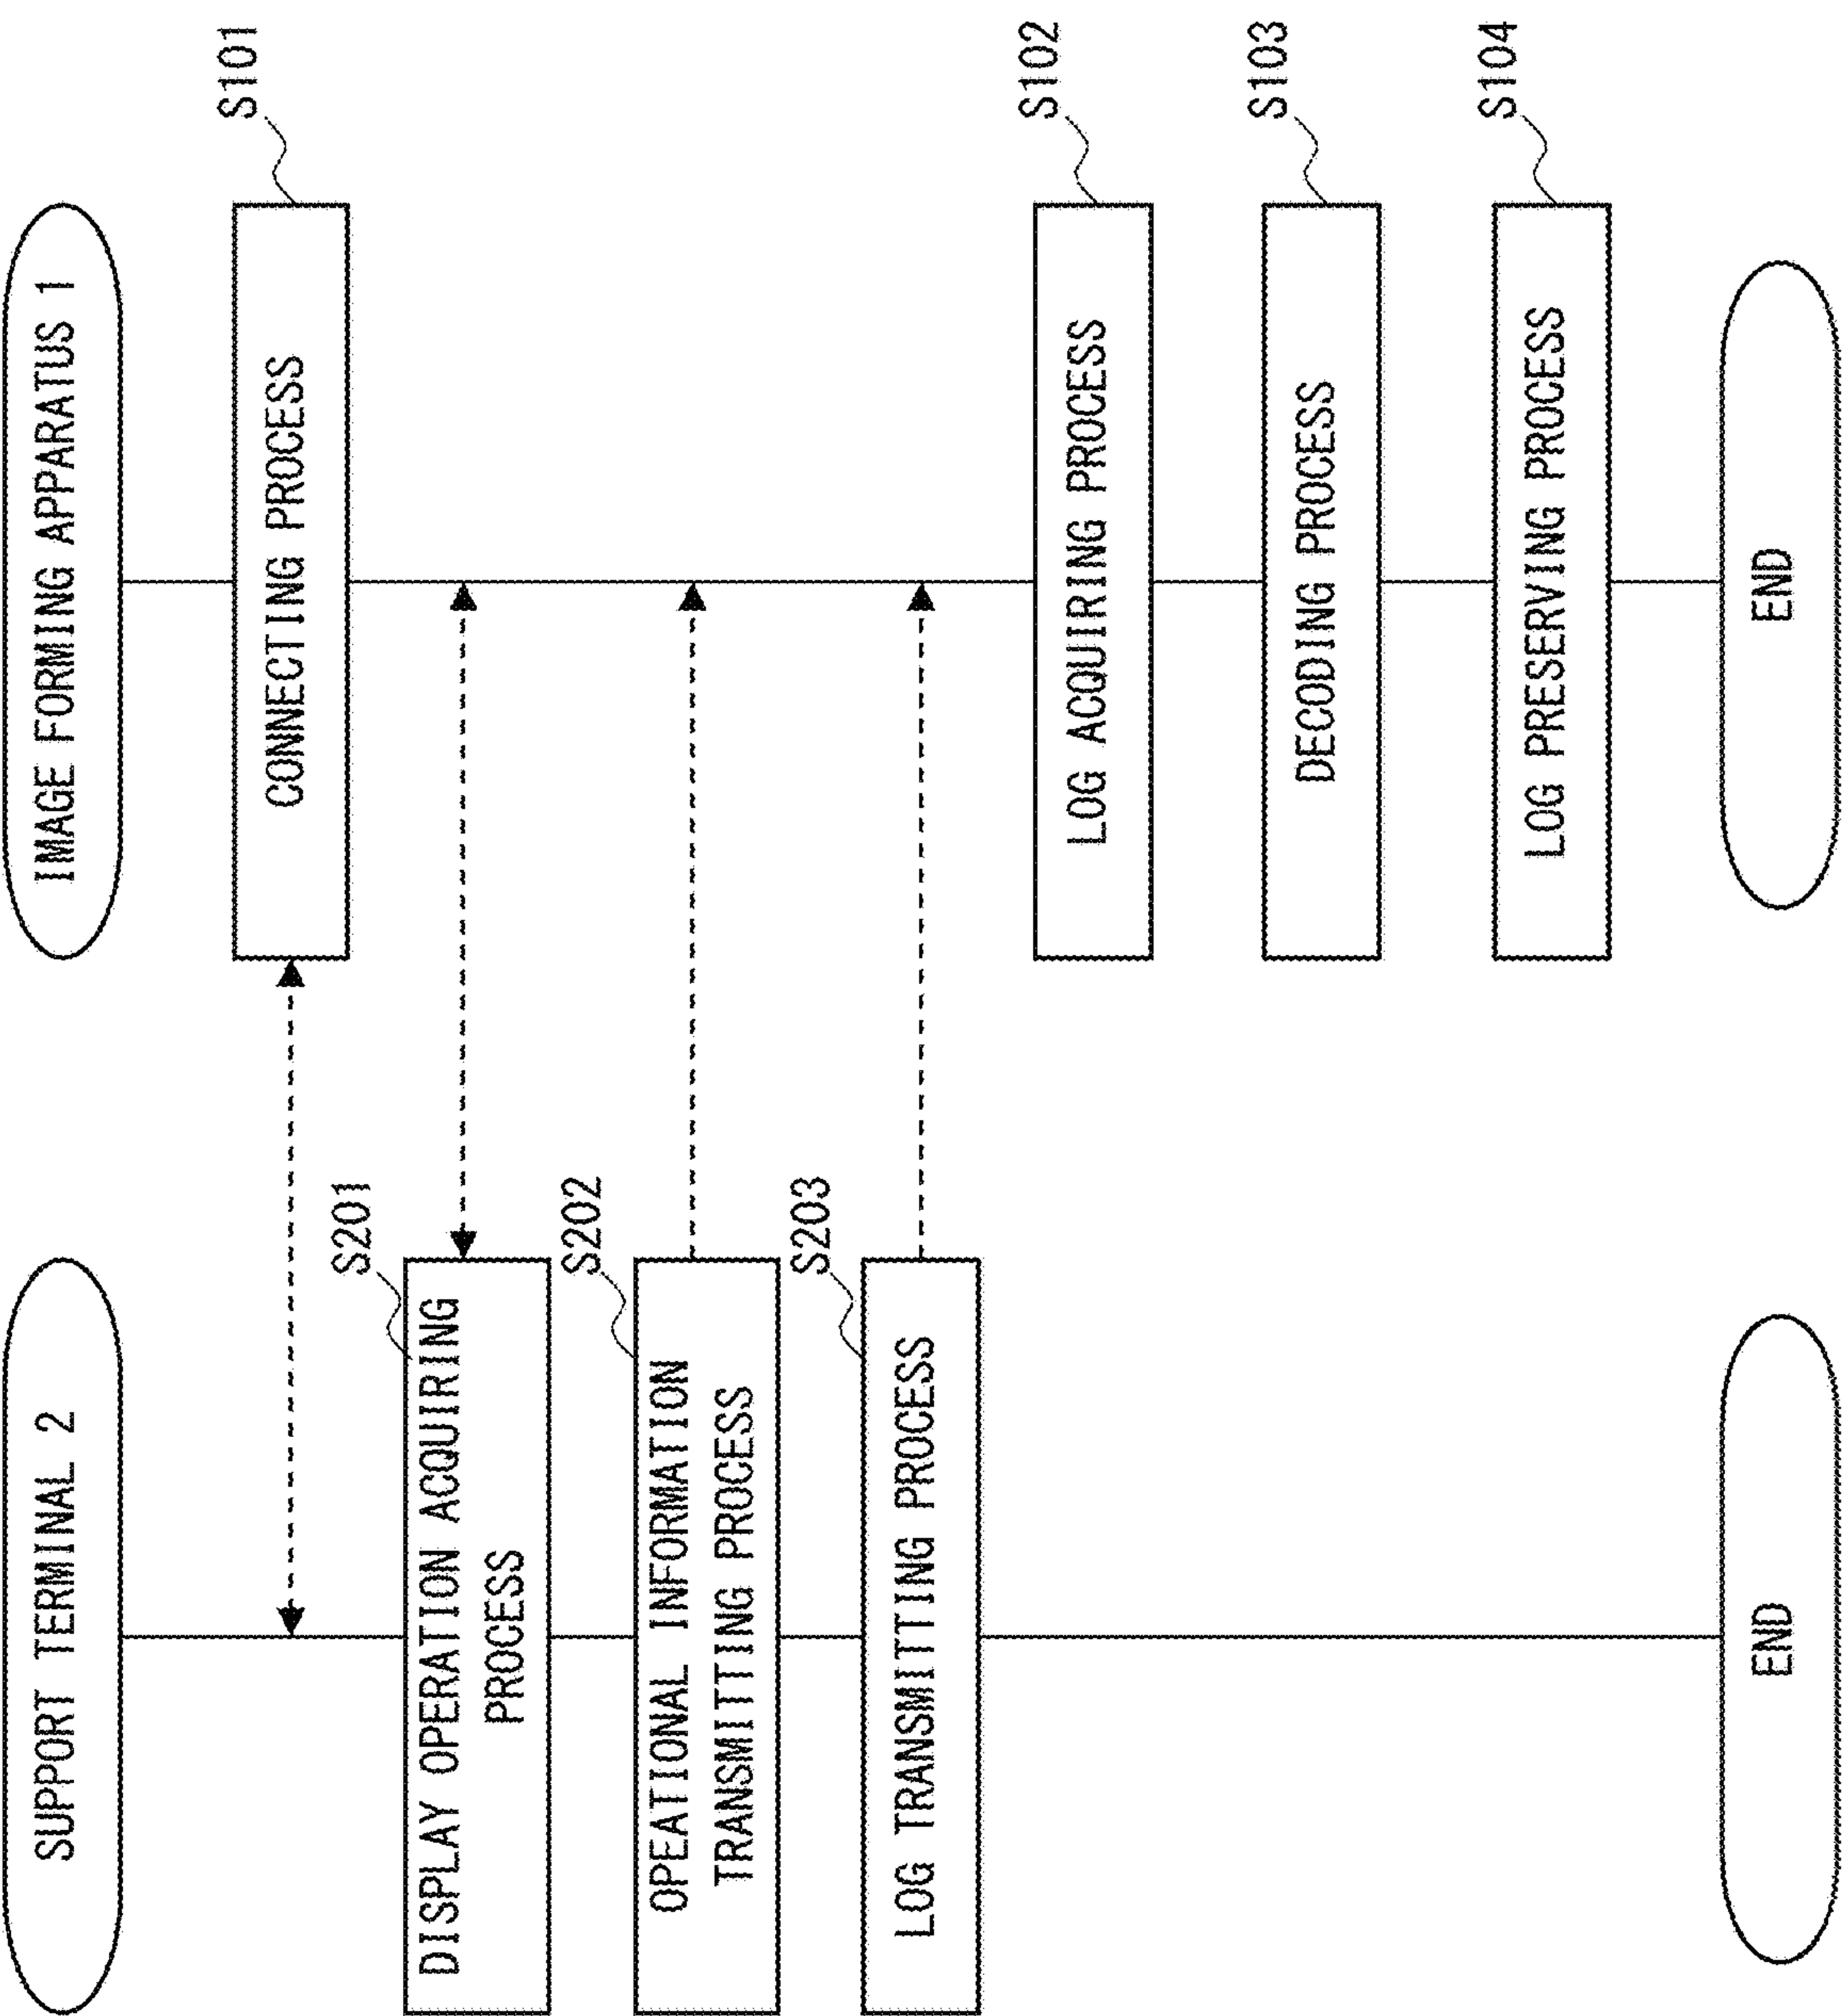 SUPPORT TERMINAL 2
IMAGE FORMING APPARATUS 1
S101
CONNECTING PROCESS
S201
DISPLAY OPERATION ACQUIRING
PROCESS
S202
OPEATIONAL INFORMATION
TRANSMITTING PROCESS
S203
LOG TRANSMITTING PROCESS
S102
LOG ACQUIRING PROCESS
S103
DECODING PROCESS
S104
LOG PRESERVING PROCESS
END
END